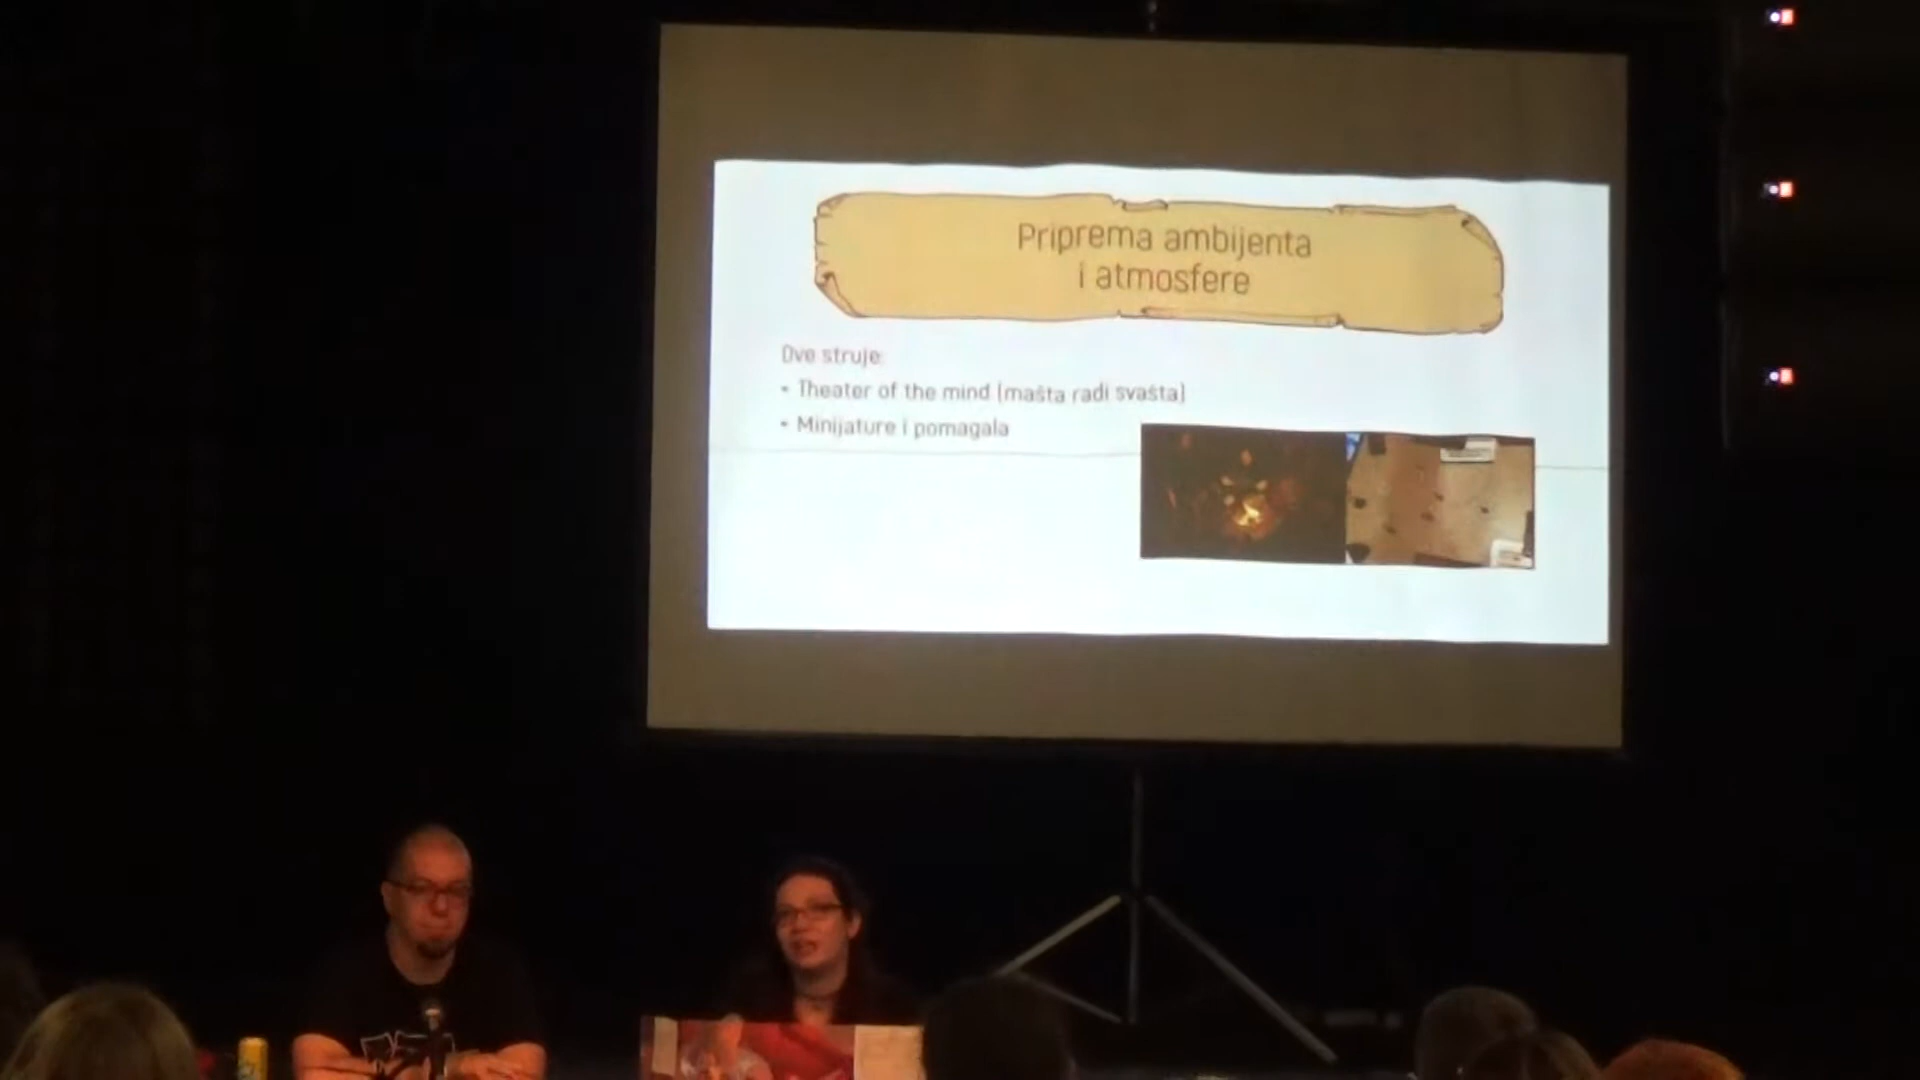 Priprema ambijenta
i atmosfere
Dve struje:
• Theater of the mind (mašta radi svašta)
• Minijature i pomagala